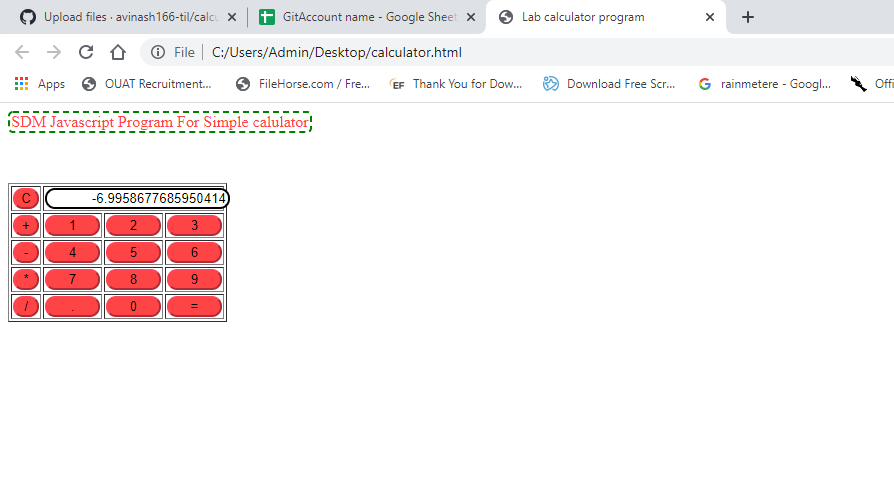 Upload files · avinash166-til/calcu
GitAccount name - Google Sheet
Lab calculator program
File C:/Users/Admin/Desktop/calculator.html
Apps OUAT Recruitment... FileHorse.com / Fre... EF Thank You for Dow... Download Free Scr... rainmetere - Googl... Offi
SDM Javascript Program For Simple calulator
C -6.9958677685950414
+ 1 2 3
- 4 5 6
* 7 8 9
/ . 0 =